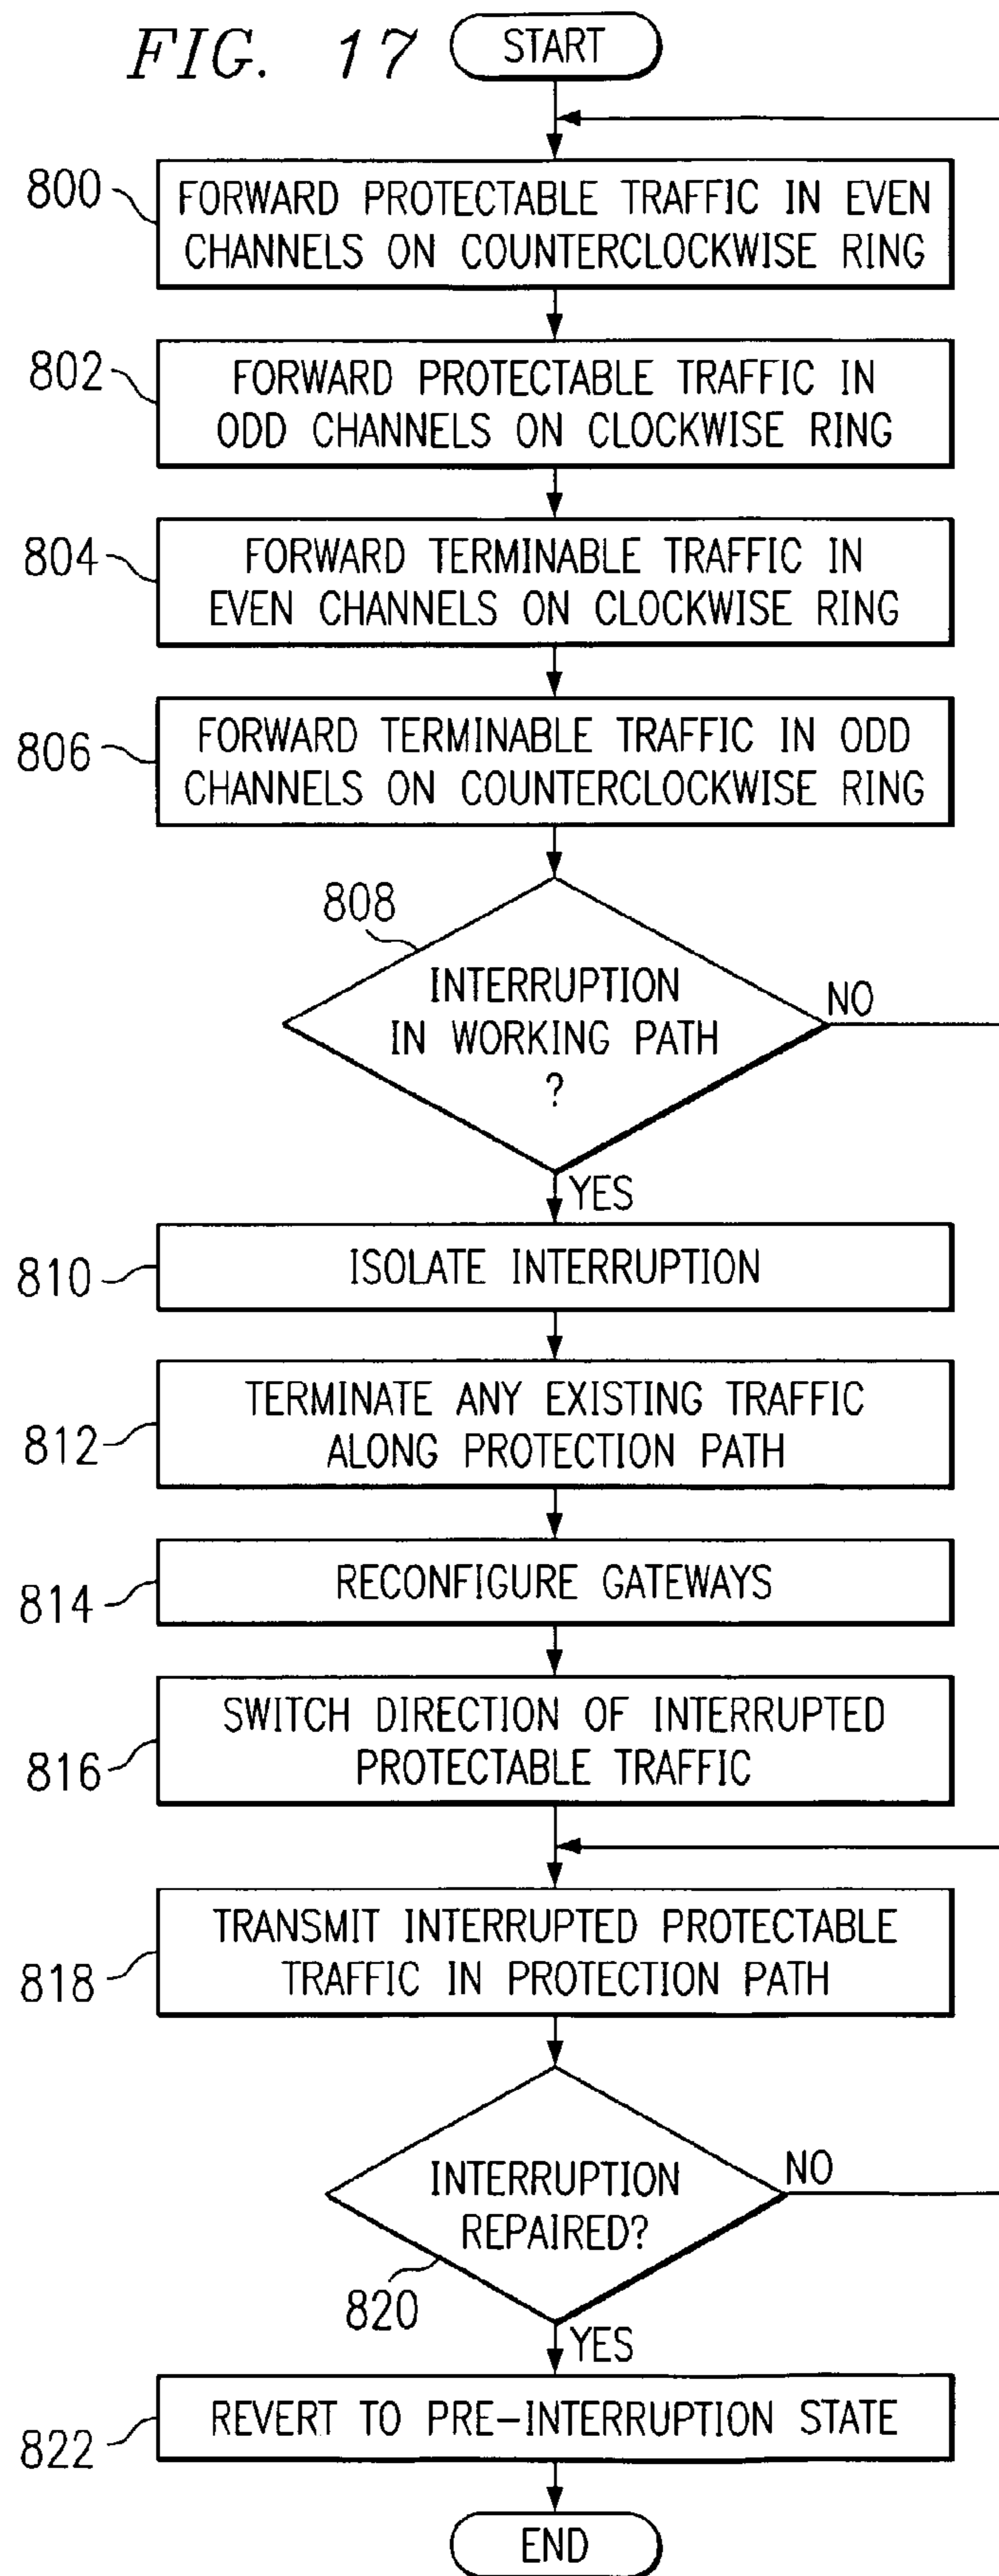 FIG. 17
START
800
FORWARD PROTECTABLE TRAFFIC IN EVEN
CHANNELS ON COUNTERCLOCKWISE RING
802
FORWARD PROTECTABLE TRAFFIC IN
ODD CHANNELS ON CLOCKWISE RING
804
FORWARD TERMINABLE TRAFFIC IN
EVEN CHANNELS ON CLOCKWISE RING
806
FORWARD TERMINABLE TRAFFIC IN ODD
CHANNELS ON COUNTERCLOCKWISE RING
808
INTERRUPTION
IN WORKING PATH
?
NO
YES
810
ISOLATE INTERRUPTION
812
TERMINATE ANY EXISTING TRAFFIC
ALONG PROTECTION PATH
814
RECONFIGURE GATEWAYS
816
SWITCH DIRECTION OF INTERRUPTED
PROTECTABLE TRAFFIC
818
TRANSMIT INTERRUPTED PROTECTABLE
TRAFFIC IN PROTECTION PATH
INTERRUPTION
REPAIRED?
NO
820
YES
822
REVERT TO PRE-INTERRUPTION STATE
END